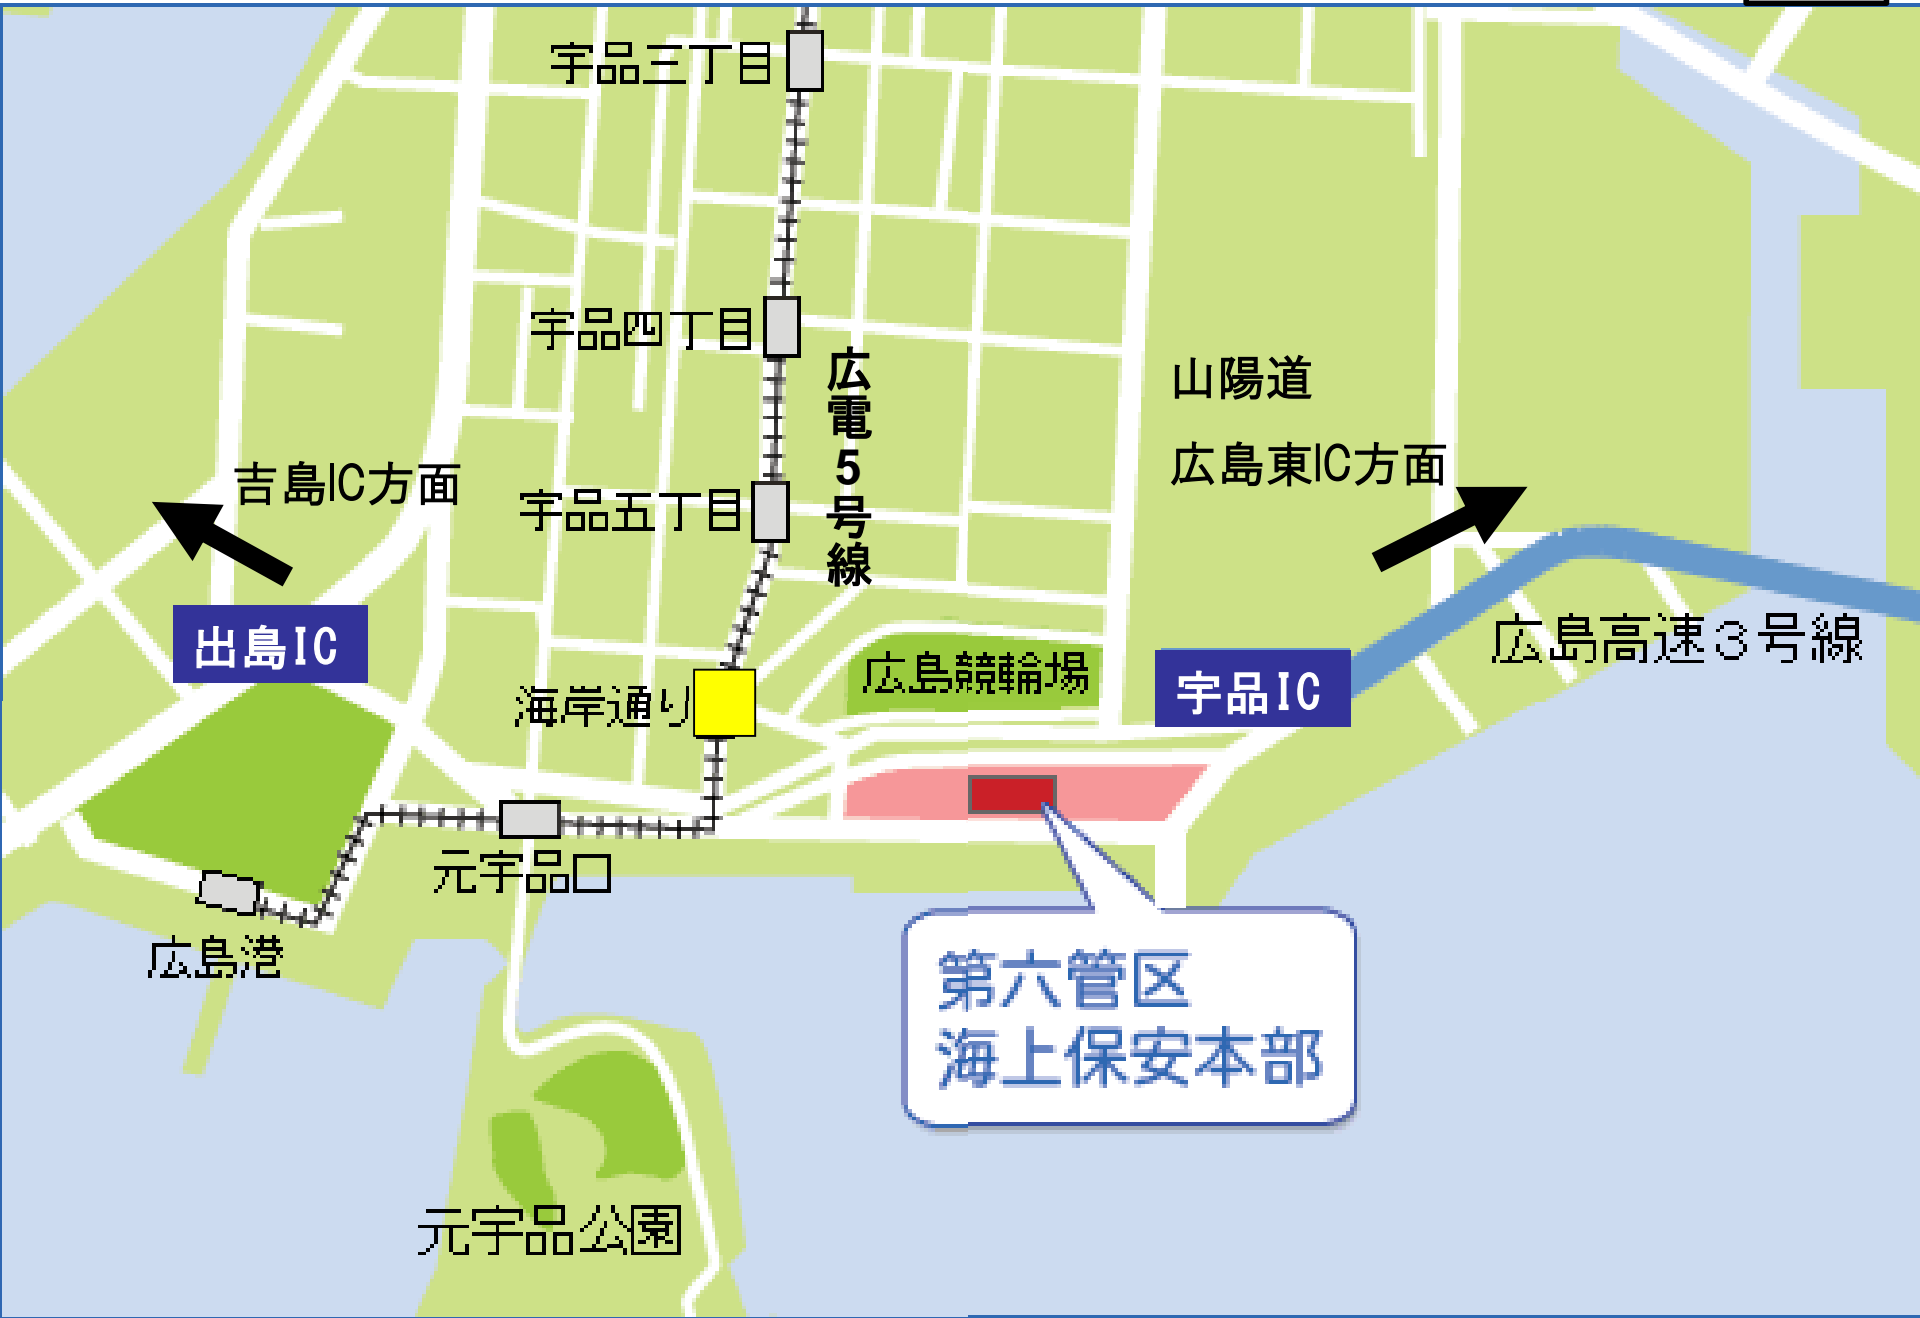 宇品三丁目
宇品四丁目
広電5号線
山陽道
広島東IC方面
吉島IC方面
宇品五丁目
出島IC
広島高速３号線
広島競輪場
宇品IC
海岸通り
元宇品口
広島港
第六管区
海上保安本部
元宇品公園